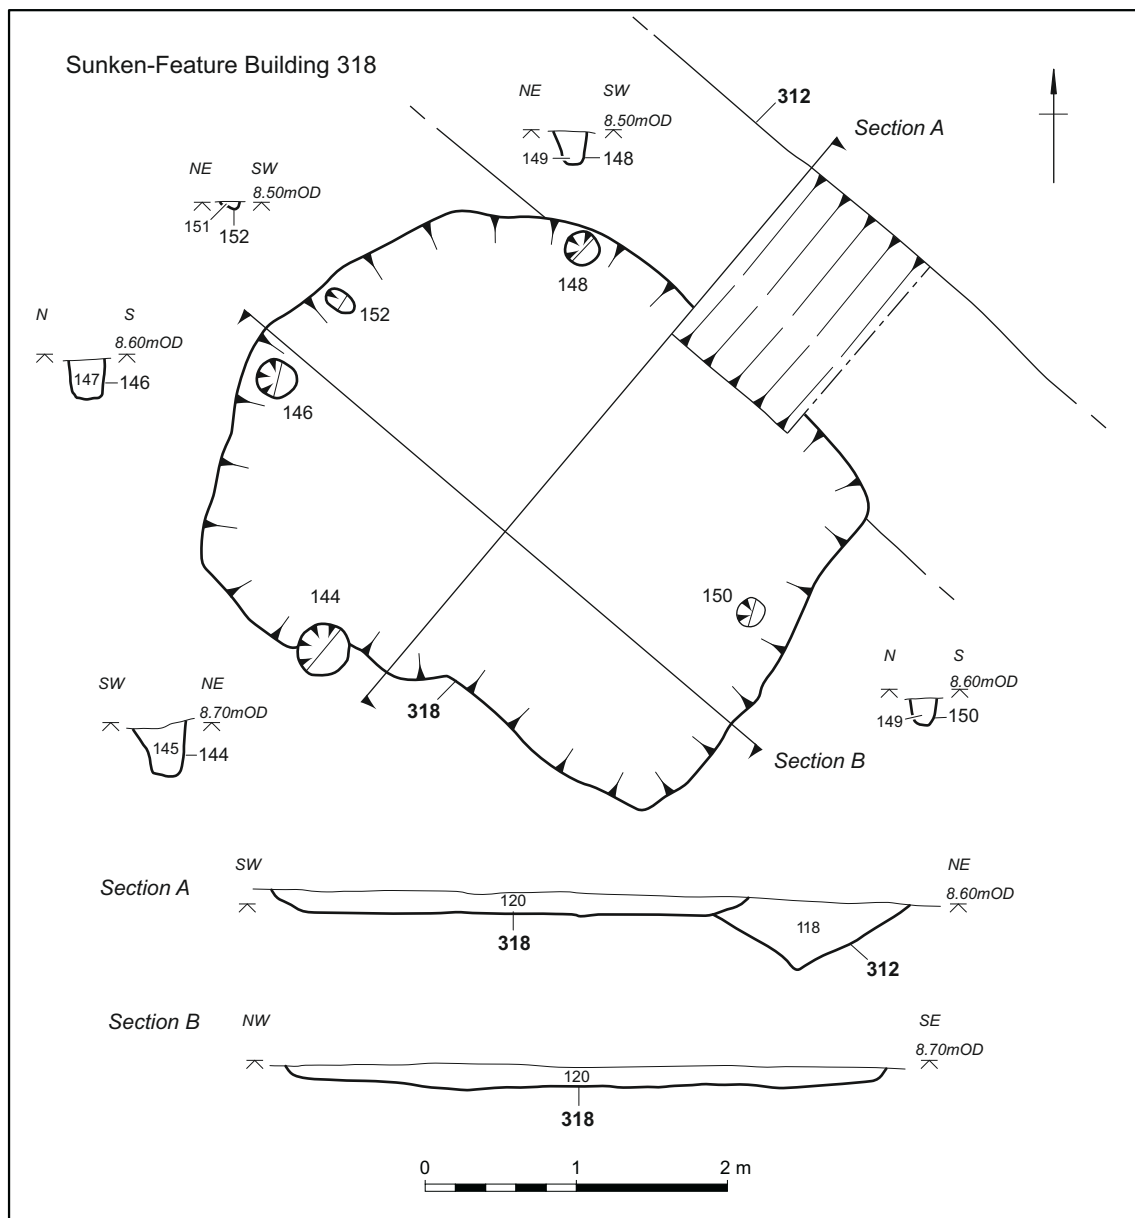 Sunken-Feature Building 318
NE SW
8.50mOD
149 148
312
Section A
NE SW
8.50mOD
151
152
148
152
N S
8.60mOD
147 146
146
144
150
SW NE
8.70mOD
145 144
318
N S
8.60mOD
149 150
Section B
SW NE
Section A 8.60mOD
120
118
318
312
Section B NW SE
8.70mOD
120
318
0 1 2 m